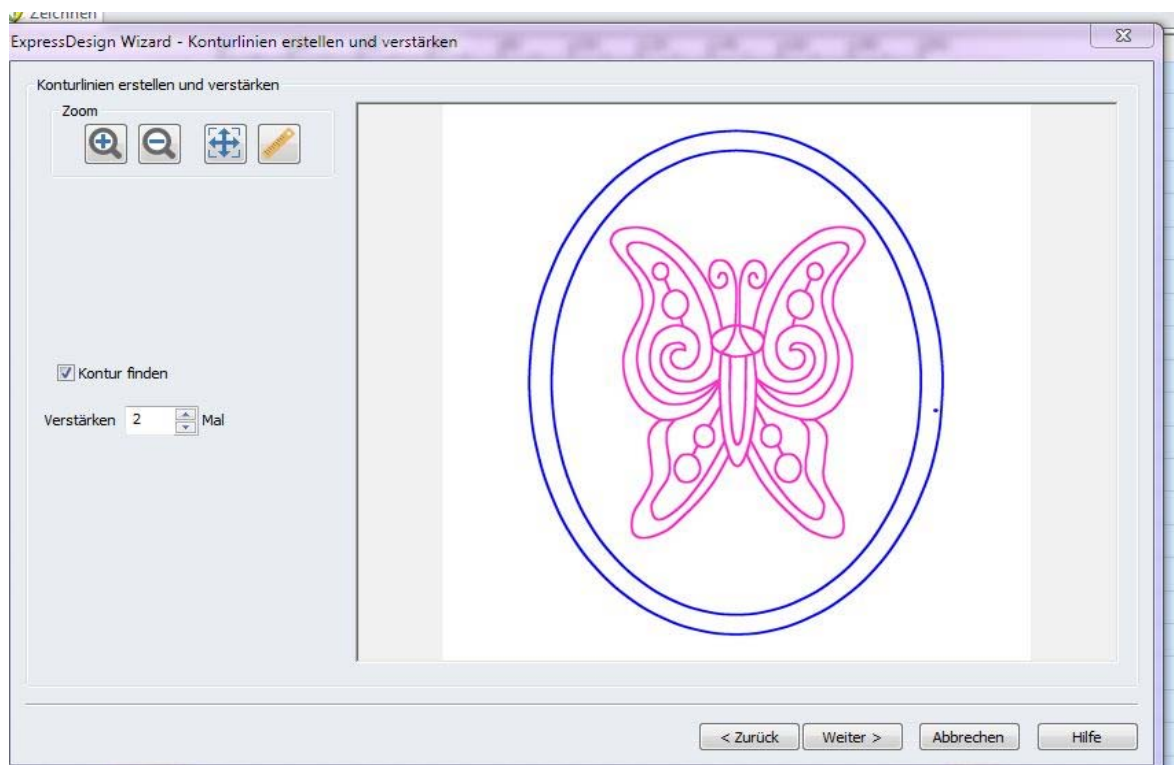 Zeichnen
ExpressDesign Wizard - Konturlinien erstellen und verstärken
Konturlinien erstellen und verstärken
Zoom
Kontur finden
Verstärken 2 Mal
< Zurück Weiter > Abbrechen Hilfe